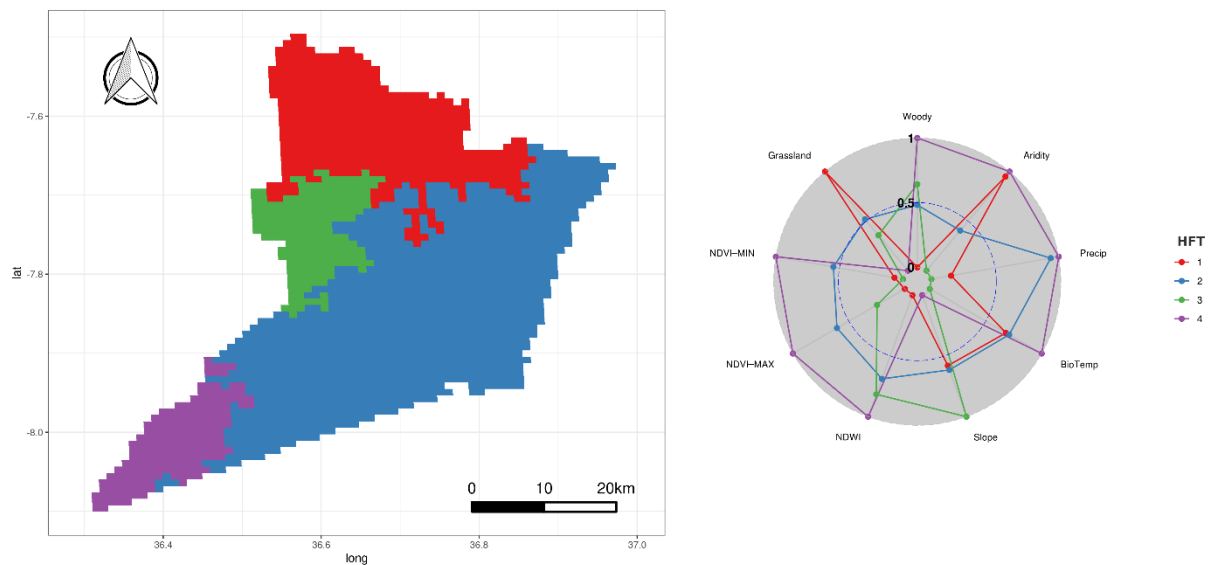 -7.6
-7.8
-8.0
lat
36.4
36.6
36.8
37.0
long
0 10 20km
Woody
Aridity
Precip
BioTemp
Slope
NDWI
NDVI-MAX
NDVI-MIN
Grassland
1
0.5
0
HFT
1
2
3
4